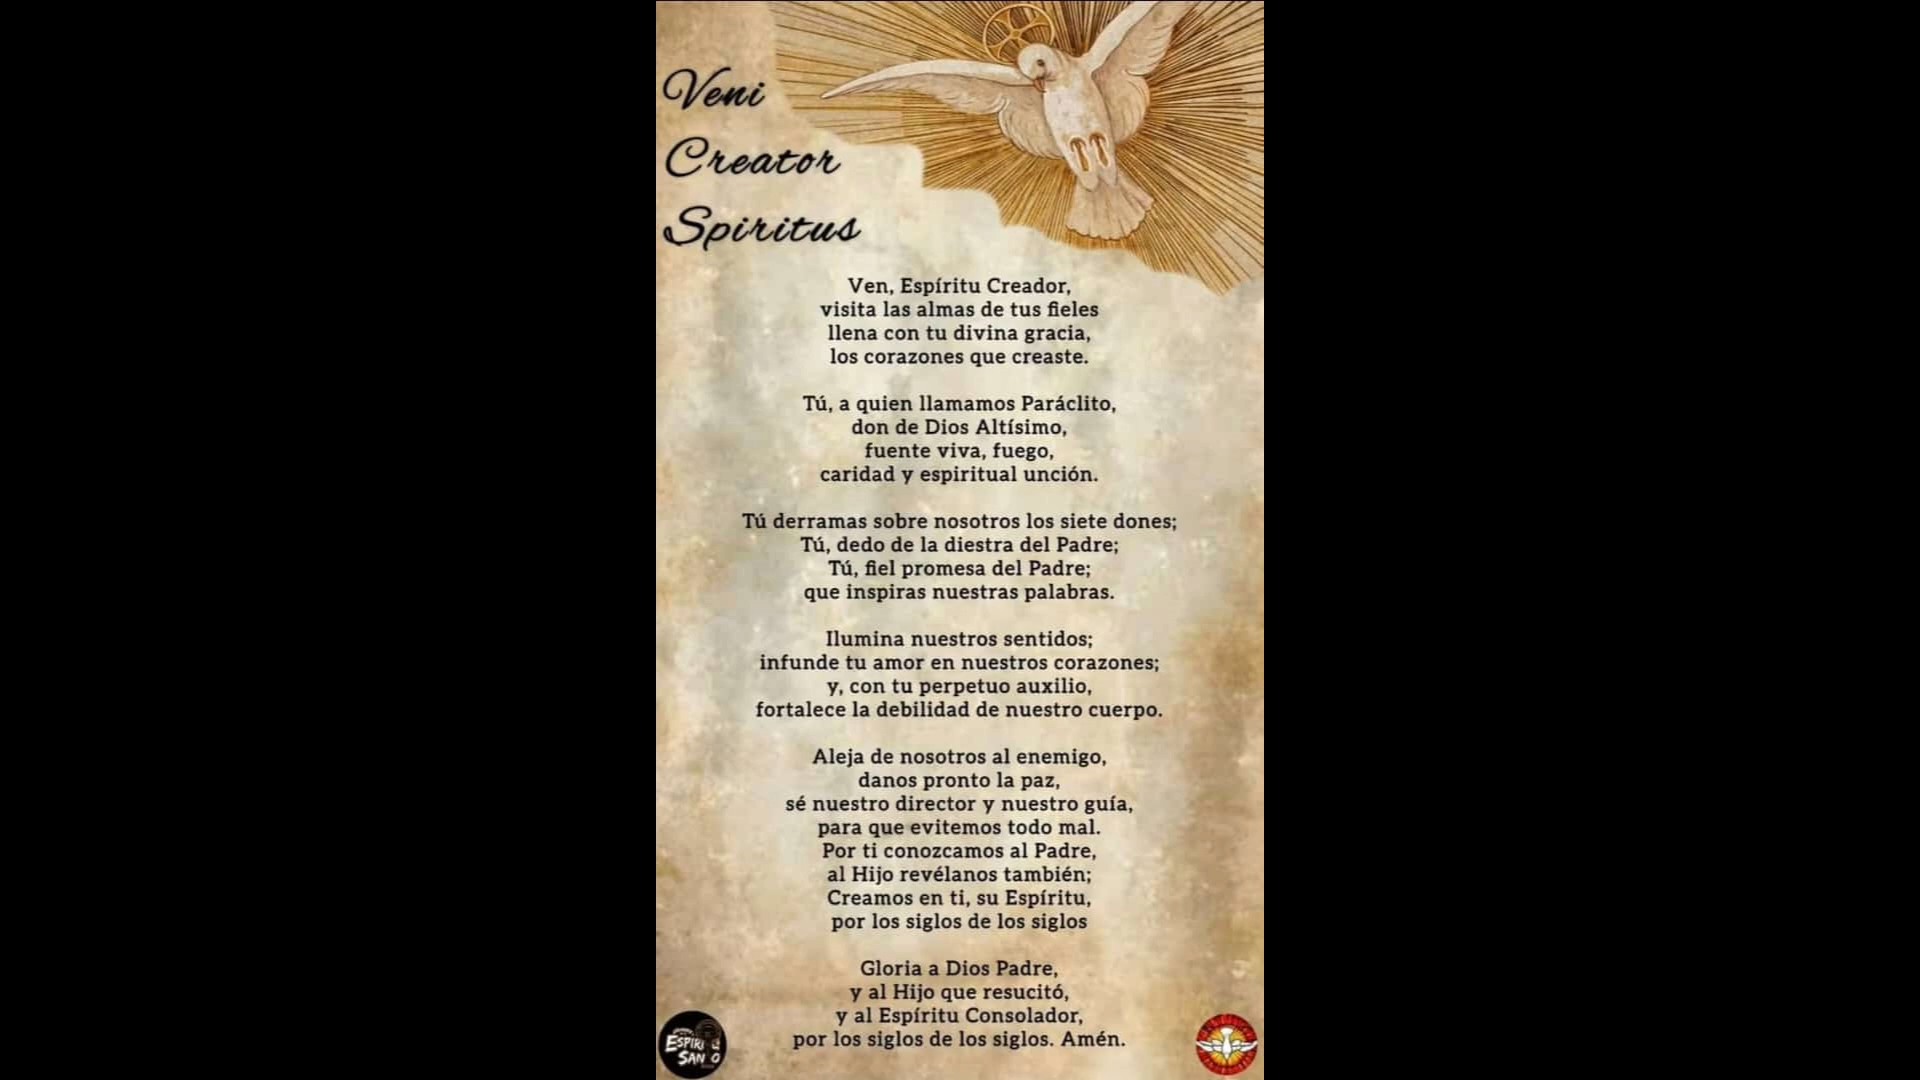 Veni
Creator
Spiritus
Ven, Espíritu Creador,
visita las almas de tus fieles
llena con tu divina gracia,
los corazones que creaste.
Tú, a quien llamamos Paráclito,
don de Dios Altísimo,
fuente viva, fuego,
caridad y espiritual unción.
Tú derramas sobre nosotros los siete dones;
Tú, dedo de la diestra del Padre;
Tú, fiel promesa del Padre;
que inspiras nuestras palabras.
Ilumina nuestros sentidos;
infunde tu amor en nuestros corazones;
y, con tu perpetuo auxilio,
fortalece la debilidad de nuestro cuerpo.
Aleja de nosotros al enemigo,
danos pronto la paz,
sé nuestro director y nuestro guía,
para que evitemos todo mal.
Por ti conozcamos al Padre,
al Hijo revélanos también;
Creamos en ti, su Espíritu,
por los siglos de los siglos
Gloria a Dios Padre,
y al Hijo que resucitó,
y al Espíritu Consolador,
por los siglos de los siglos. Amén.